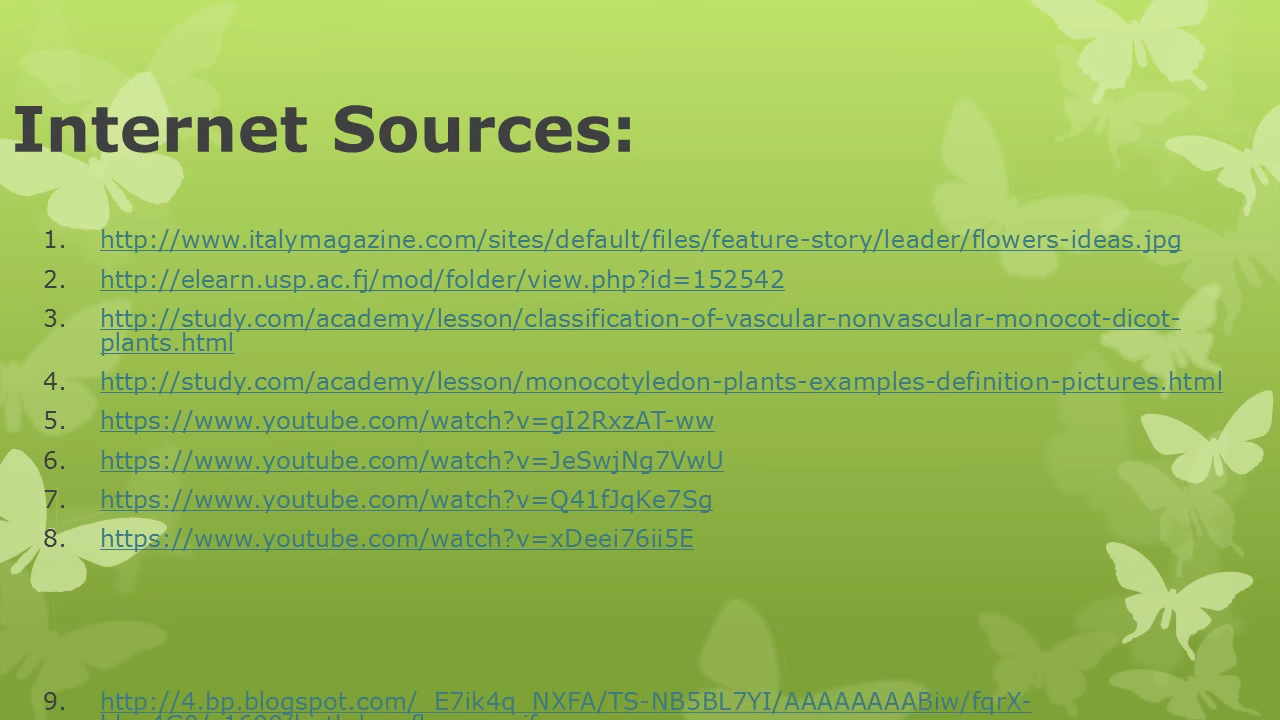 Internet Sources:
1. http://www.italymagazine.com/sites/default/files/feature-story/leader/flowers-ideas.jpg
2. http://elearn.usp.ac.fj/mod/folder/view.php?id=152542
3. http://study.com/academy/lesson/classification-of-vascular-nonvascular-monocot-dicot-
plants.html
4. http://study.com/academy/lesson/monocotyledon-plants-examples-definition-pictures.html
5. https://www.youtube.com/watch?v=gI2RxzAT-ww
6. https://www.youtube.com/watch?v=JeSwjNg7VwU
7. https://www.youtube.com/watch?v=Q41fJqKe7Sg
8. https://www.youtube.com/watch?v=xDeei76ii5E
9. http://4.bp.blogspot.com/_E7ik4q_NXFA/TS-NB5BL7YI/AAAAAAAABiw/fqrX-